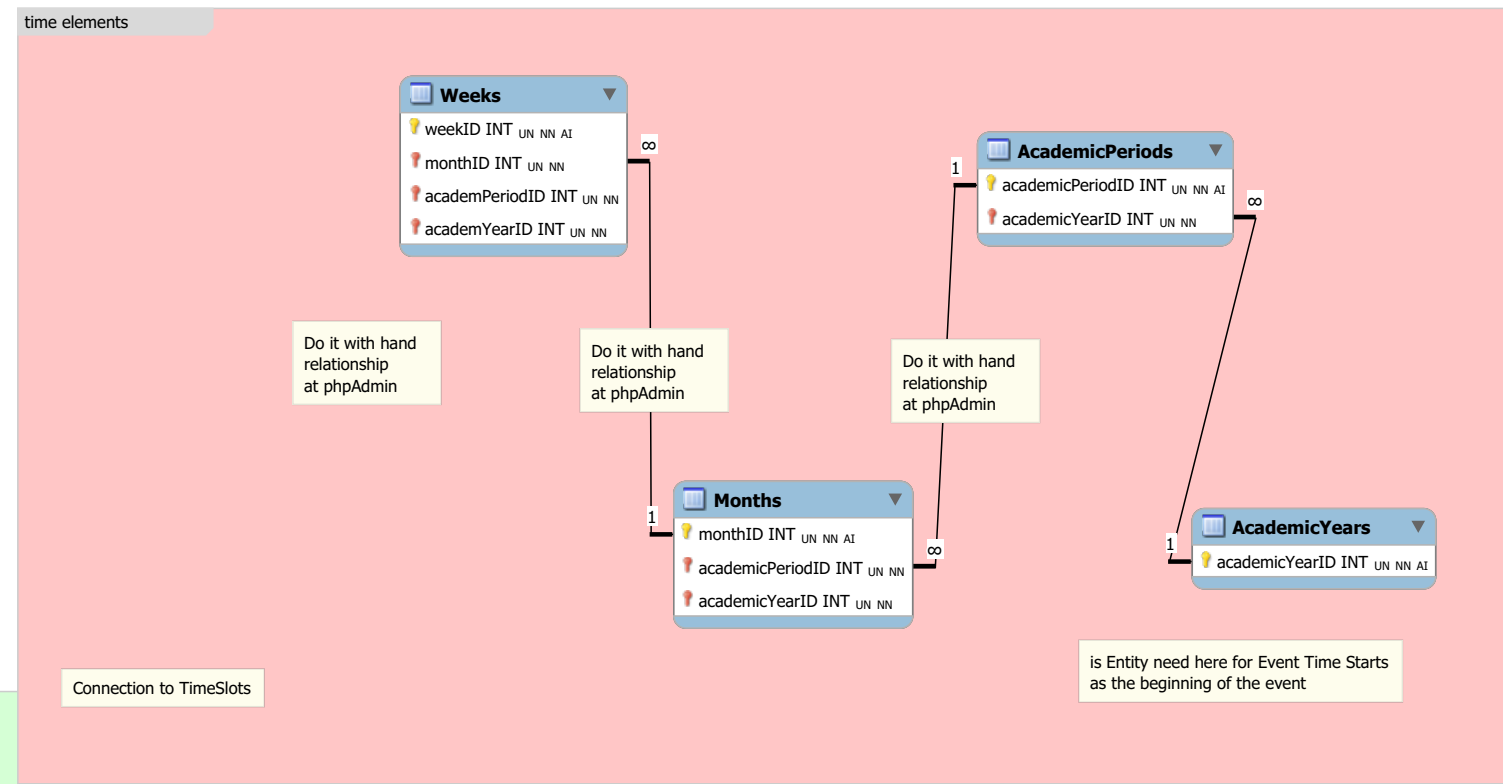 time elements
Weeks
weekID INT UN NN AI
monthID INT UN NN
academPeriodID INT UN NN
academYearID INT UN NN
∞
1
AcademicPeriods
academicPeriodID INT UN NN AI
academicYearID INT UN NN
∞
Do it with hand
relationship
at phpAdmin
Do it with hand
relationship
at phpAdmin
Do it with hand
relationship
at phpAdmin
1
Months
monthID INT UN NN AI
academicPeriodID INT UN NN
academicYearID INT UN NN
∞
1
AcademicYears
academicYearID INT UN NN AI
Connection to TimeSlots
is Entity need here for Event Time Starts
as the beginning of the event